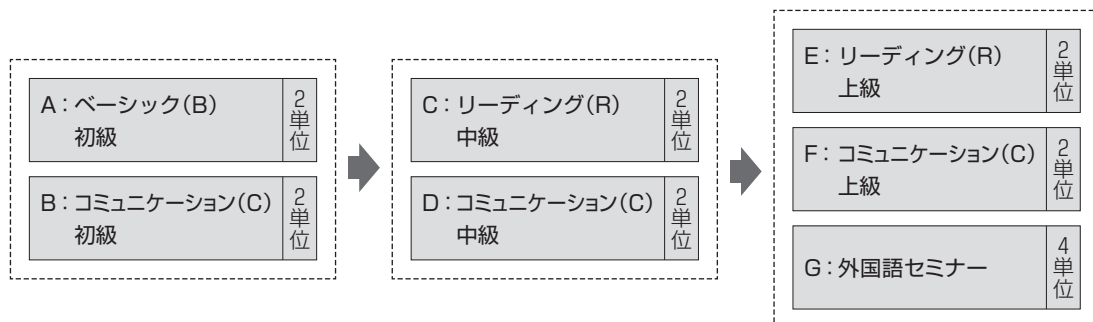 A：ベーシック(B)
初級
2単位
B：コミュニケーション(C)
初級
2単位
C：リーディング(R)
中級
2単位
D：コミュニケーション(C)
中級
2単位
E：リーディング(R)
上級
2単位
F：コミュニケーション(C)
上級
2単位
G：外国語セミナー
4単位